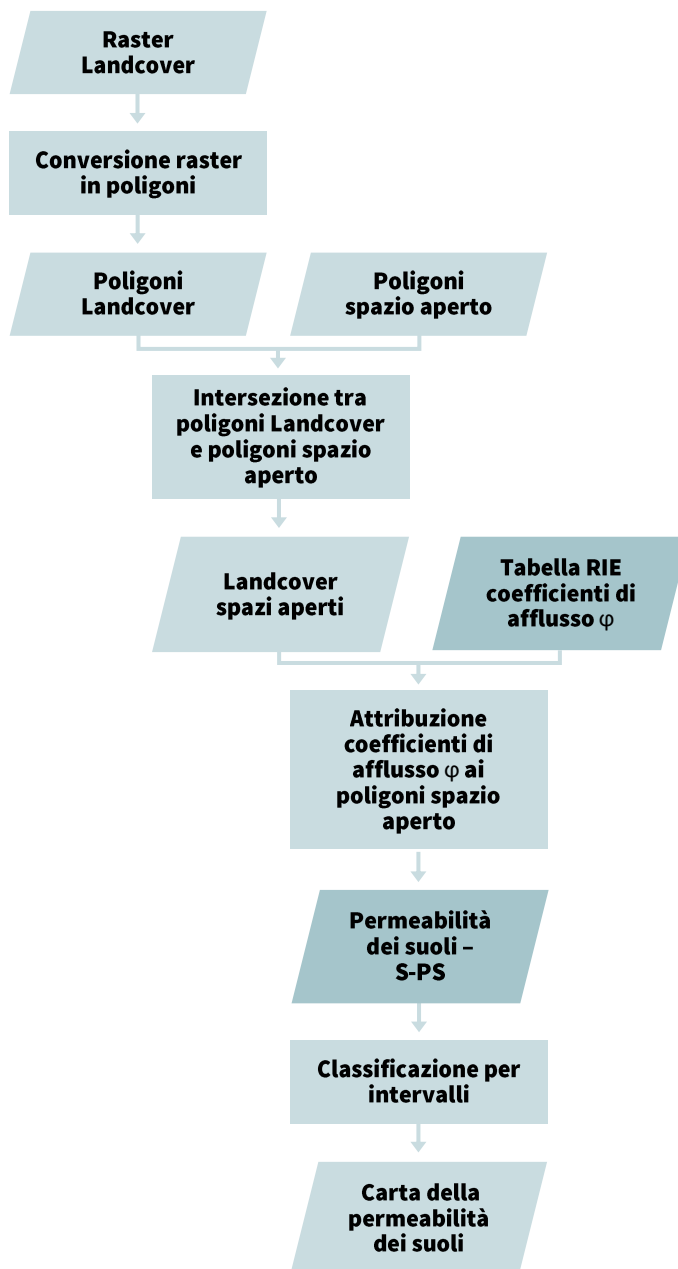 Raster
Landcover
Conversione raster
in poligoni
Poligoni
Landcover
Poligoni
spazio aperto
Intersezione tra
poligoni Landcover
e poligoni spazio
aperto
Landcover
spazi aperti
Tabella RIE
coefficienti di
afflusso φ
Attribuzione
coefficienti di
afflusso φ ai
poligoni spazio
aperto
Permeabilità
dei suoli –
S-PS
Classificazione per
intervalli
Carta della
permeabilità
dei suoli